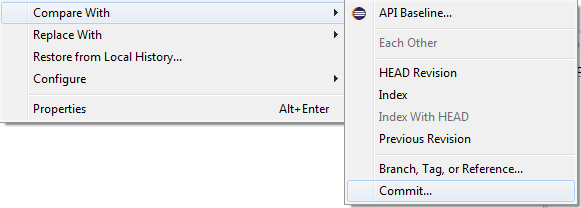 Compare With
Replace With
Restore from Local History...
Configure
Properties Alt+Enter
API Baseline...
Each Other
HEAD Revision
Index
Index With HEAD
Previous Revision
Branch, Tag, or Reference...
Commit...